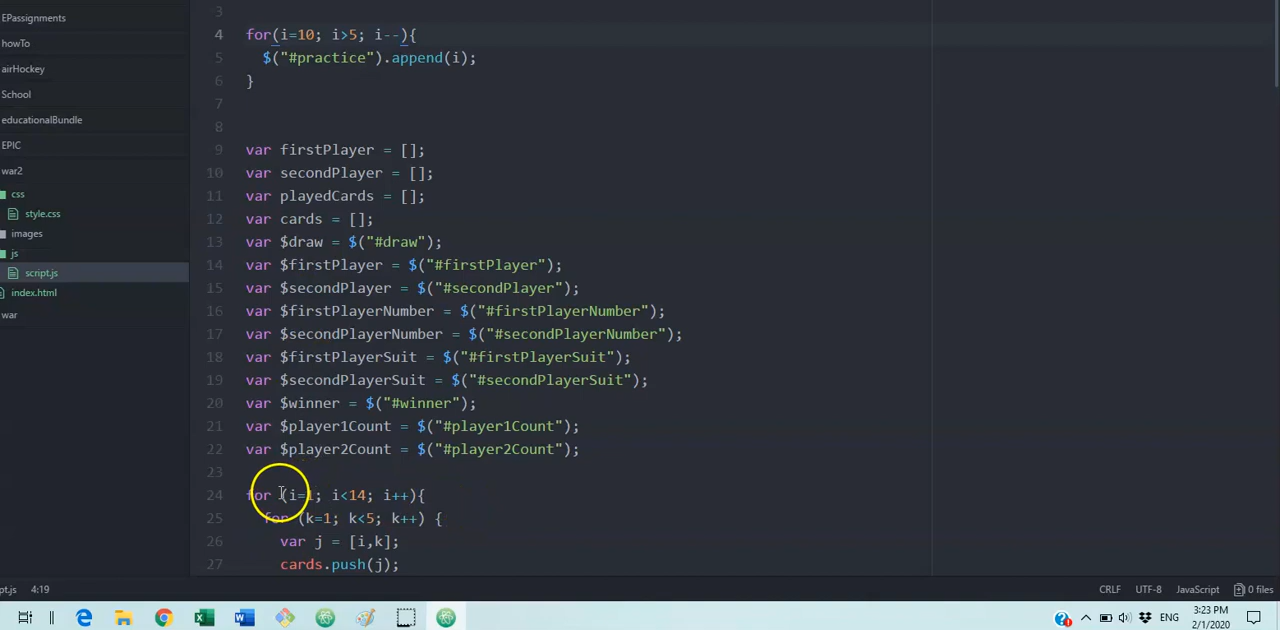 EPassignments
howTo
airHockey
School
educationalBundle
EPIC
war2
css
style.css
images
js
script.js
index.html
war
3
4 for(i=10; i>5; i--){
5 $("#practice").append(i);
6 }
7
8
9 var firstPlayer = [];
10 var secondPlayer = [];
11 var playedCards = [];
12 var cards = [];
13 var $draw = $("#draw");
14 var $firstPlayer = $("#firstPlayer");
15 var $secondPlayer = $("#secondPlayer");
16 var $firstPlayerNumber = $("#firstPlayerNumber");
17 var $secondPlayerNumber = $("#secondPlayerNumber");
18 var $firstPlayerSuit = $("#firstPlayerSuit");
19 var $secondPlayerSuit = $("#secondPlayerSuit");
20 var $winner = $("#winner");
21 var $player1Count = $("#player1Count");
22 var $player2Count = $("#player2Count");
23
24 for (i=1; i<14; i++){
25 for (k=1; k<5; k++) {
26 var j = [i,k];
27 cards.push(j);
pt.js 4:19 CRLF UTF-8 JavaScript 0 files
ENG 3:23 PM
2/1/2020